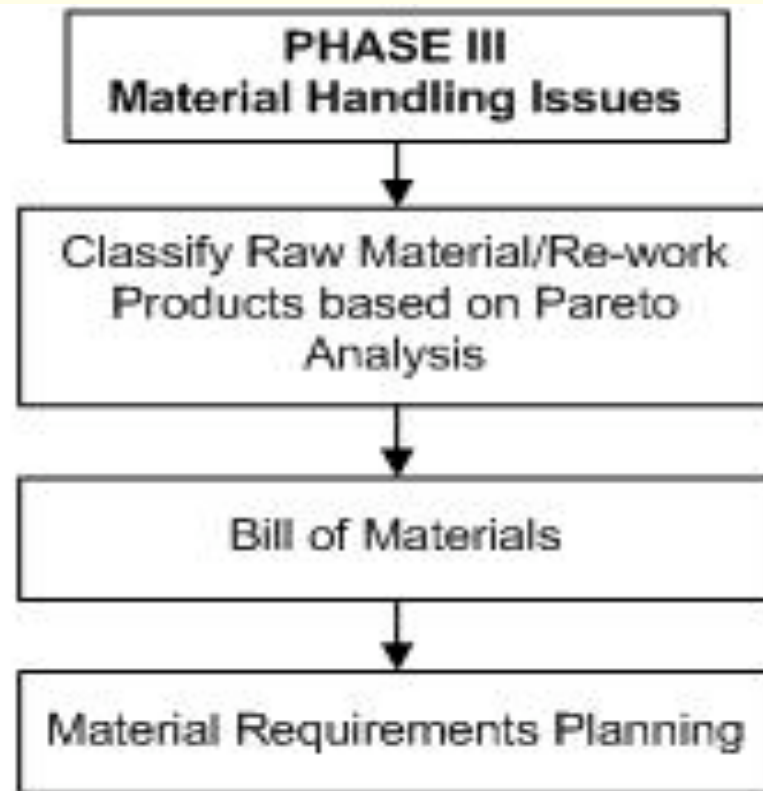 PHASE III
Material Handling Issues
Classify Raw Material/Re-work
Products based on Pareto
Analysis
Bill of Materials
Material Requirements Planning